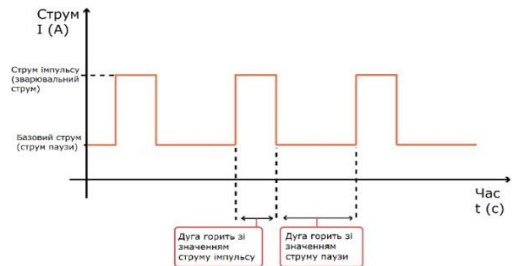 Струм
I (A)
Струм імпульсу
(зварювальний
струм)
Базовий струм
(струм паузи)
Час
t (c)
Дуга горить зі
значенням
струму імпульсу
Дуга горить зі
значенням
струму паузи